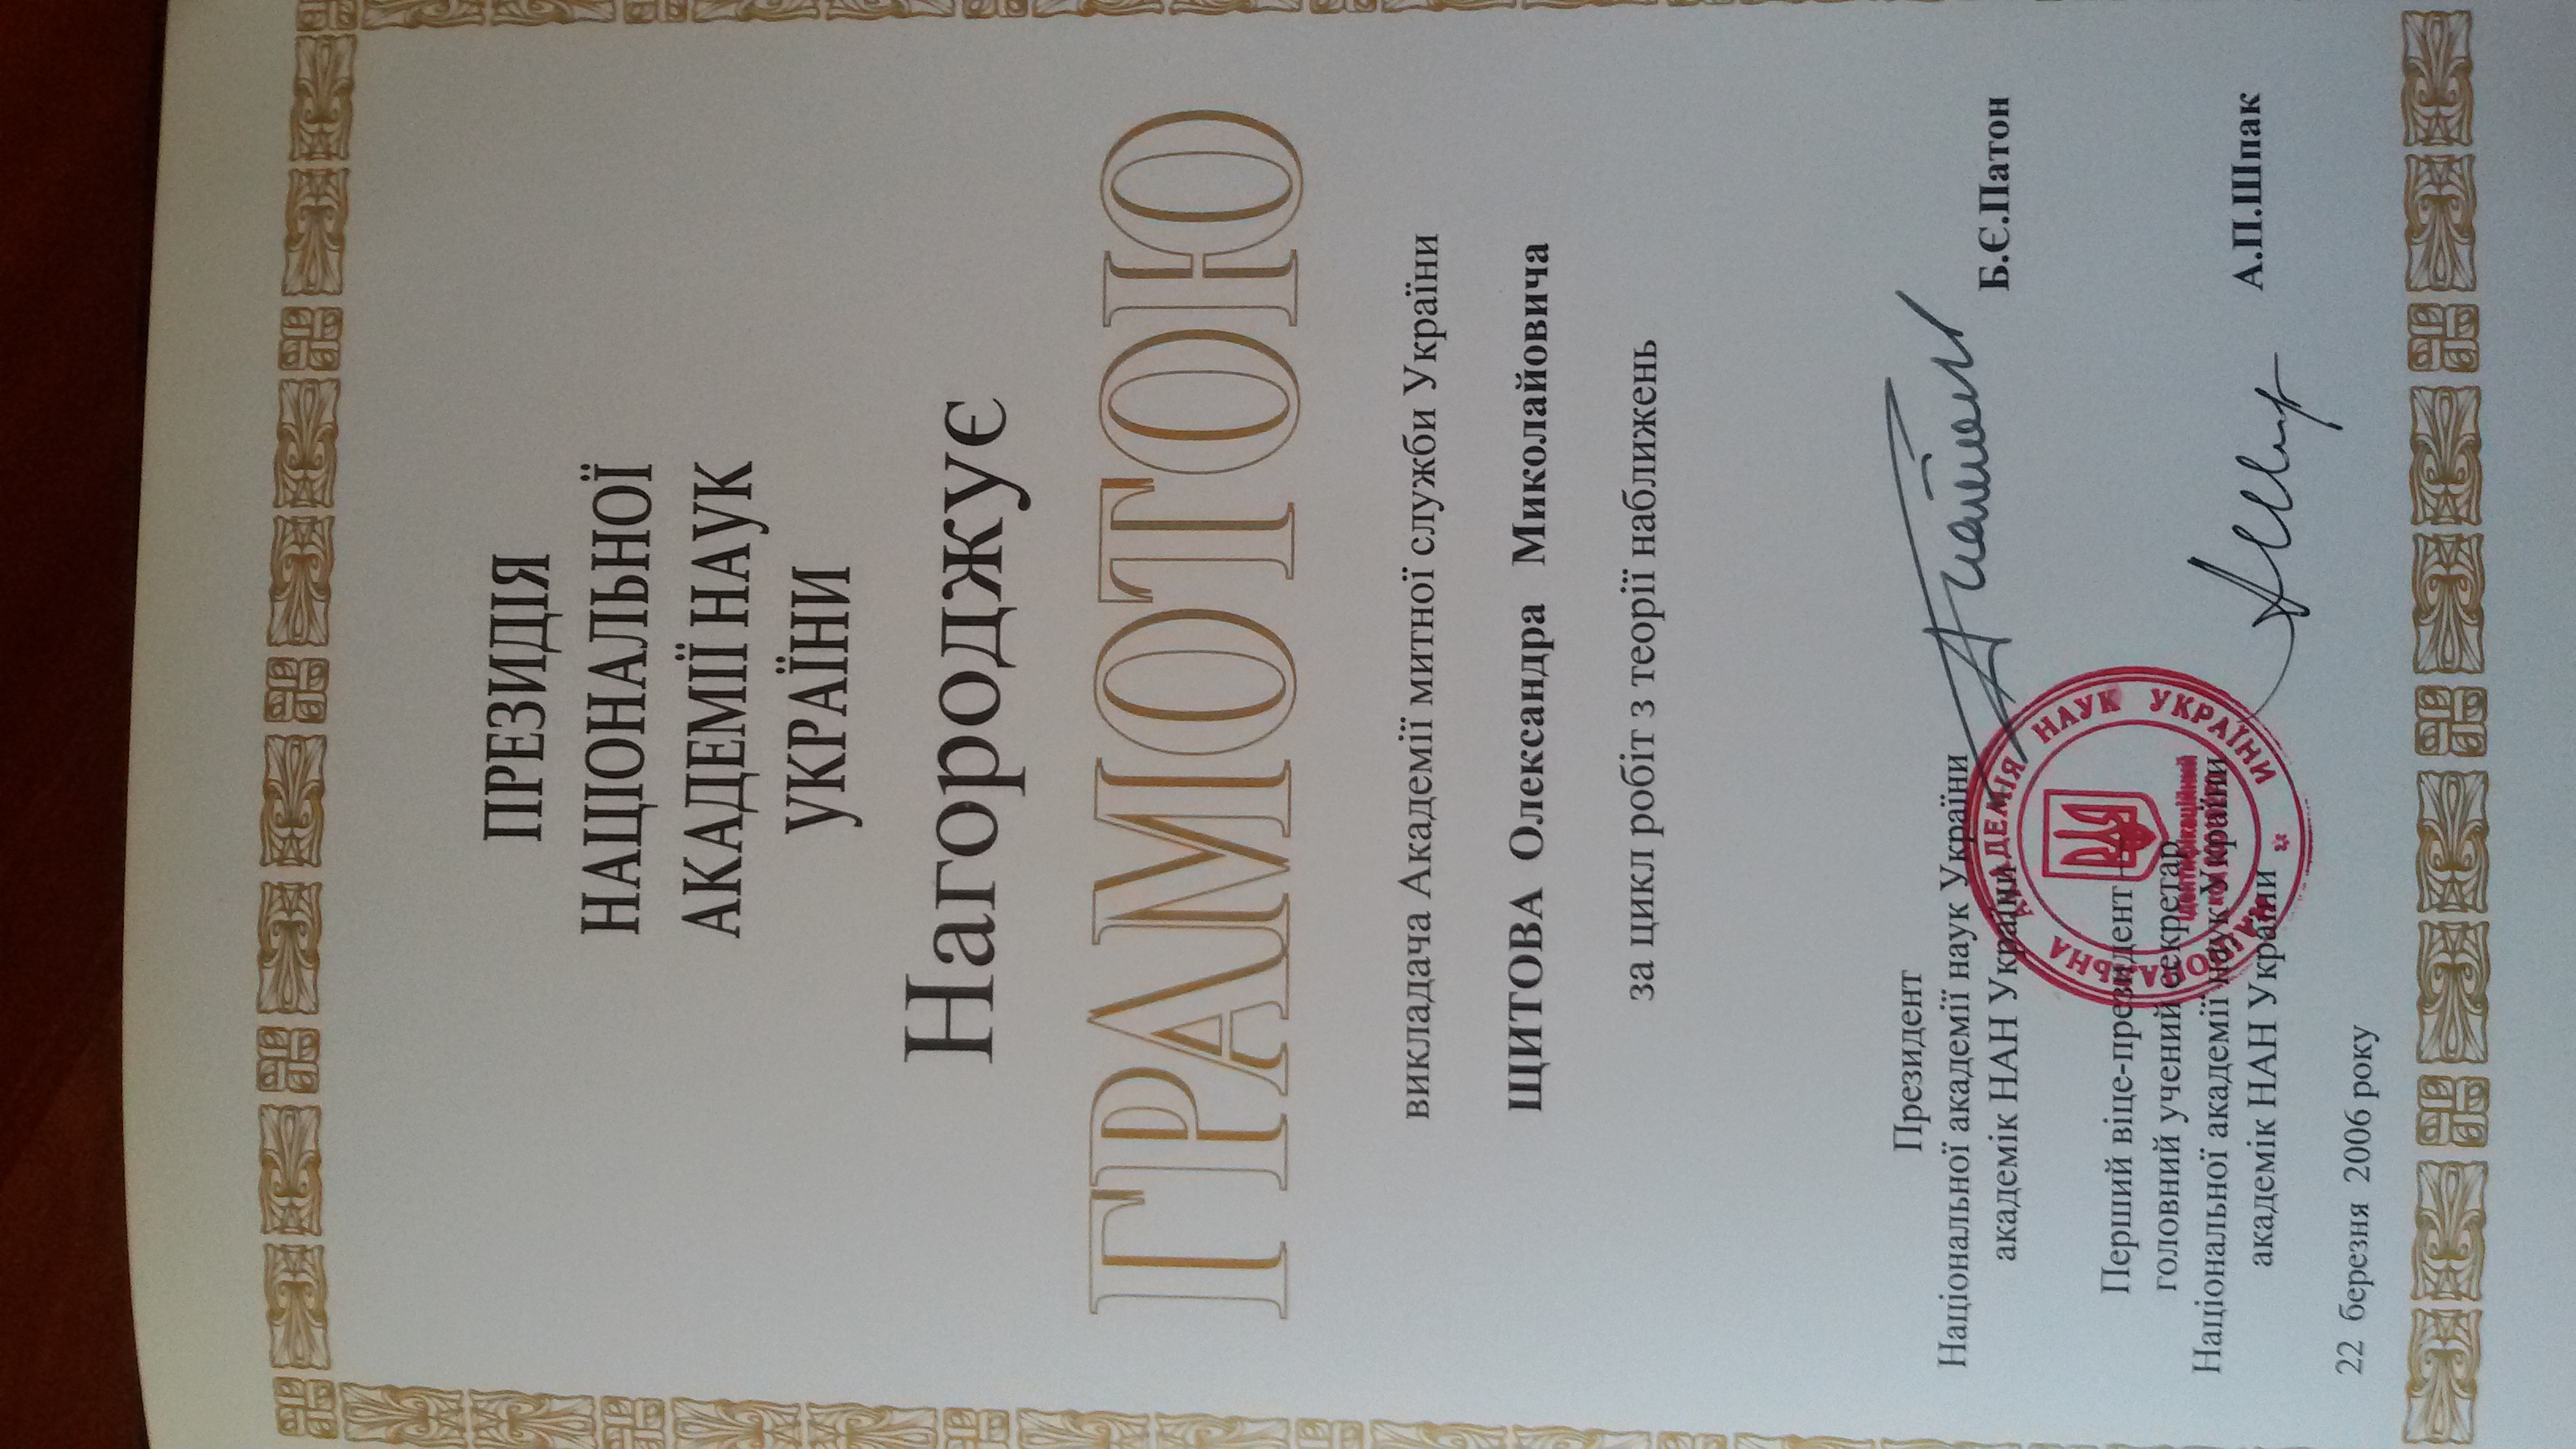 ПРЕЗИДІЯ
НАЦІОНАЛЬНОЇ
АКАДЕМІЇ НАУК
УКРАЇНИ
Нагороджує
ГРАМОТОЮ
викладача Академії митної служби України
ЩИТОВА Олександра Миколайовича
за цикл робіт з теорії наближень
Президент
Національної академії наук України
академік НАН України
Б.Є.Патон
Перший віце-президент –
головний учений секретар
Національної академії наук України
академік НАН України
А.П.Шпак
НАЦІОНАЛЬНА АКАДЕМІЯ НАУК УКРАЇНИ *
22 березня 2006 року